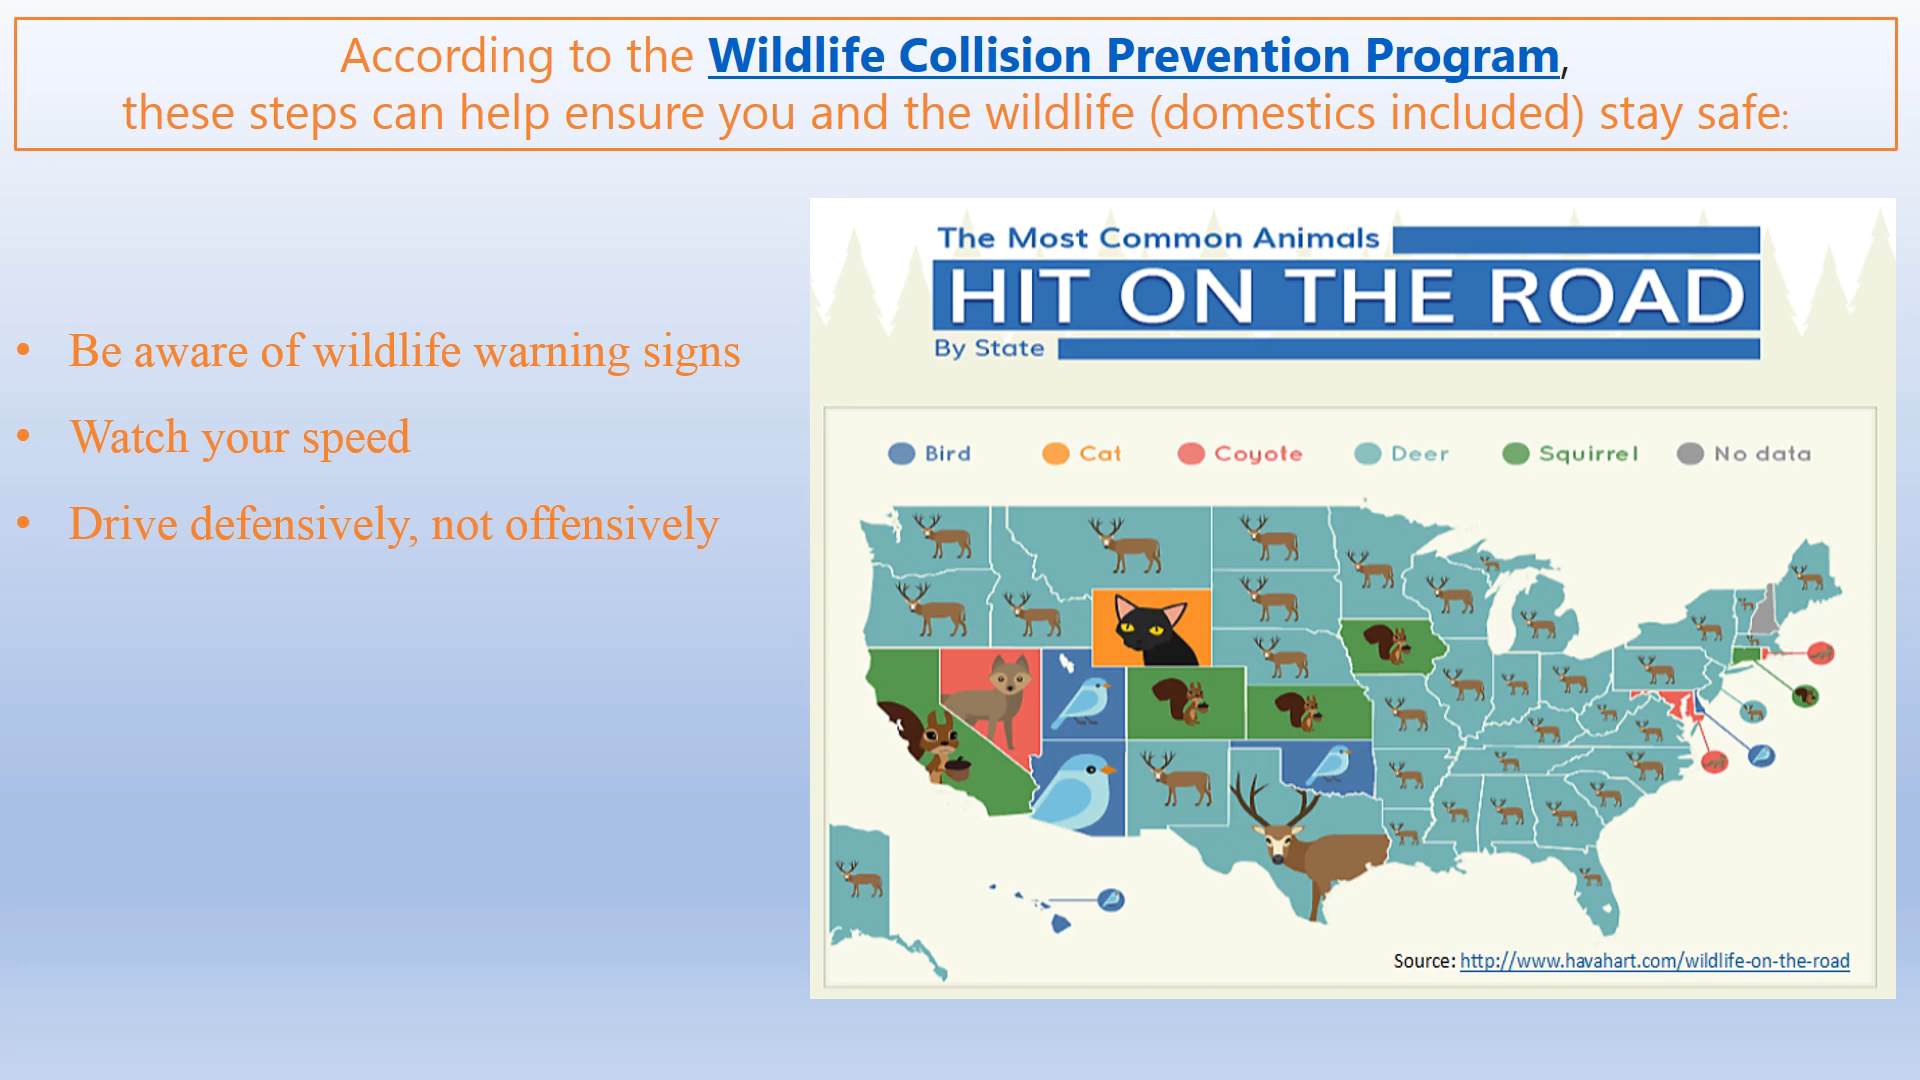 According to the Wildlife Collision Prevention Program,
these steps can help ensure you and the wildlife (domestics included) stay safe:
• Be aware of wildlife warning signs
• Watch your speed
• Drive defensively, not offensively
The Most Common Animals
HIT ON THE ROAD
By State
Bird Cat Coyote Deer Squirrel No data
Source: http://www.havahart.com/wildlife-on-the-road